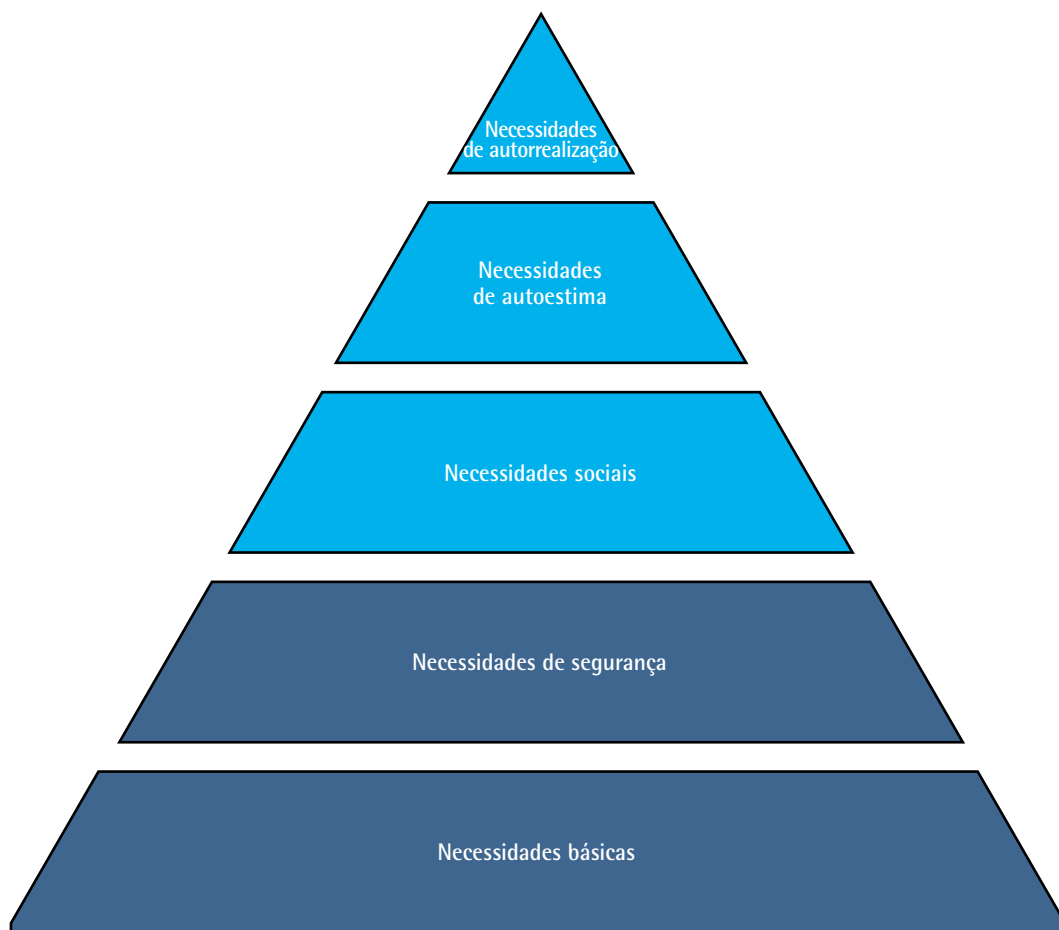 Necessidades
de autorrealização
Necessidades
de autoestima
Necessidades sociais
Necessidades de segurança
Necessidades básicas